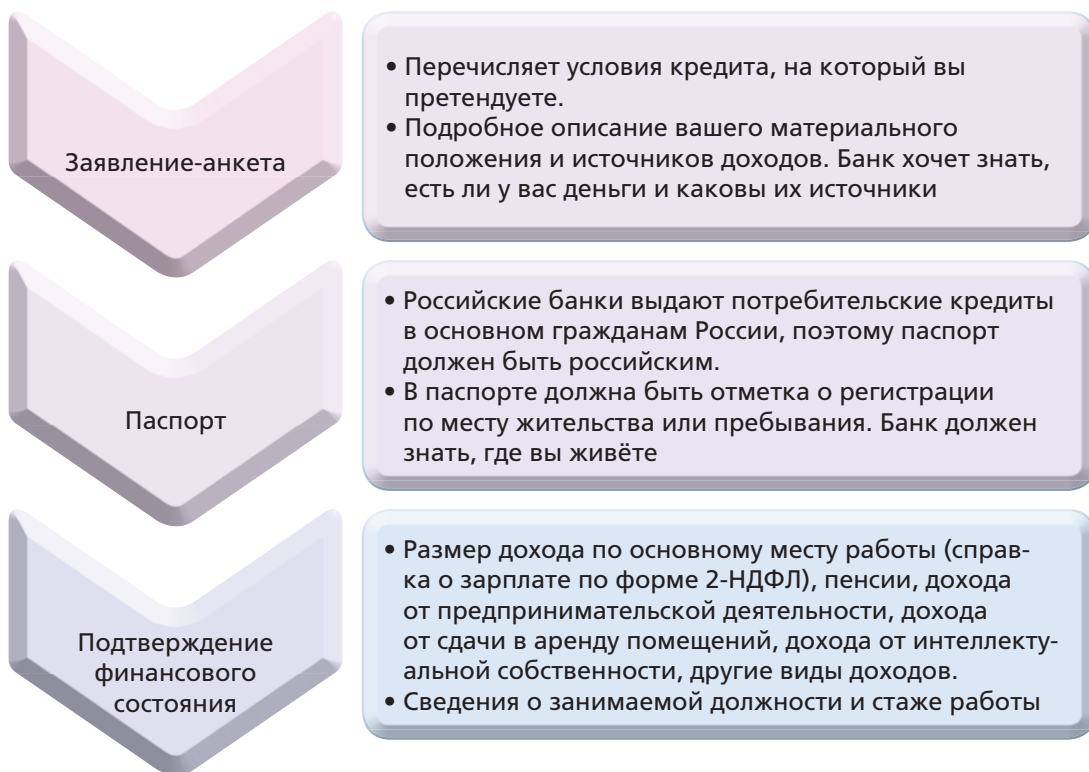 Заявление-анкета
• Перечисляет условия кредита, на который вы
претендуете.
• Подробное описание вашего материального
положения и источников доходов. Банк хочет знать,
есть ли у вас деньги и каковы их источники
Паспорт
• Российские банки выдают потребительские кредиты
в основном гражданам России, поэтому паспорт
должен быть российским.
• В паспорте должна быть отметка о регистрации
по месту жительства или пребывания. Банк должен
знать, где вы живёте
Подтверждение
финансового
состояния
• Размер дохода по основному месту работы (справ-
ка о зарплате по форме 2-НДФЛ), пенсии, дохода
от предпринимательской деятельности, дохода
от сдачи в аренду помещений, дохода от интеллекту-
альной собственности, другие виды доходов.
• Сведения о занимаемой должности и стаже работы